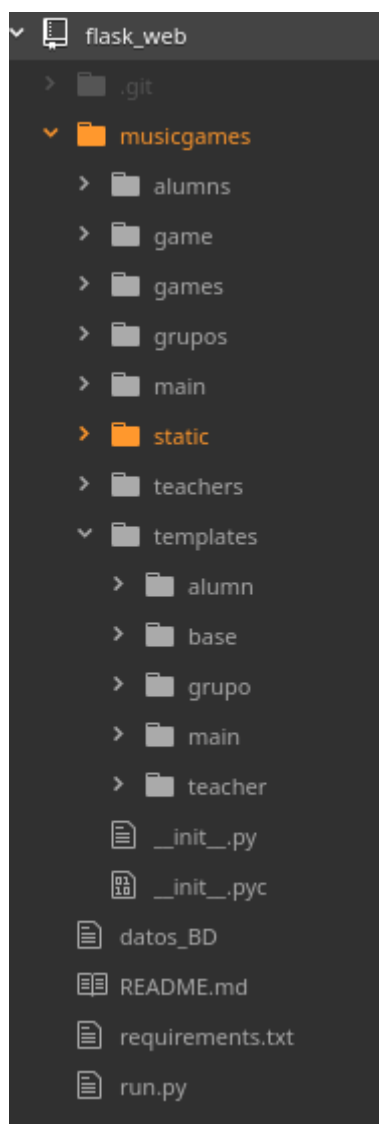 flask_web
.git
musicgames
alumns
game
games
grupos
main
static
teachers
templates
alumn
base
grupo
main
teacher
__init__.py
__init__.pyc
datos_BD
README.md
requirements.txt
run.py